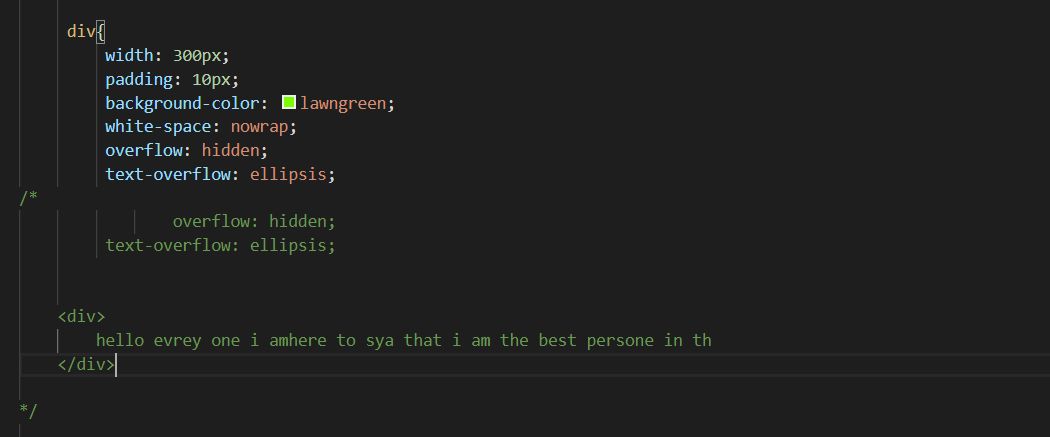 div{
width: 300px;
padding: 10px;
background-color: lawngreen;
white-space: nowrap;
overflow: hidden;
text-overflow: ellipsis;
/*
overflow: hidden;
text-overflow: ellipsis;
<div>
hello evrey one i amhere to sya that i am the best persone in th
</div>
*/